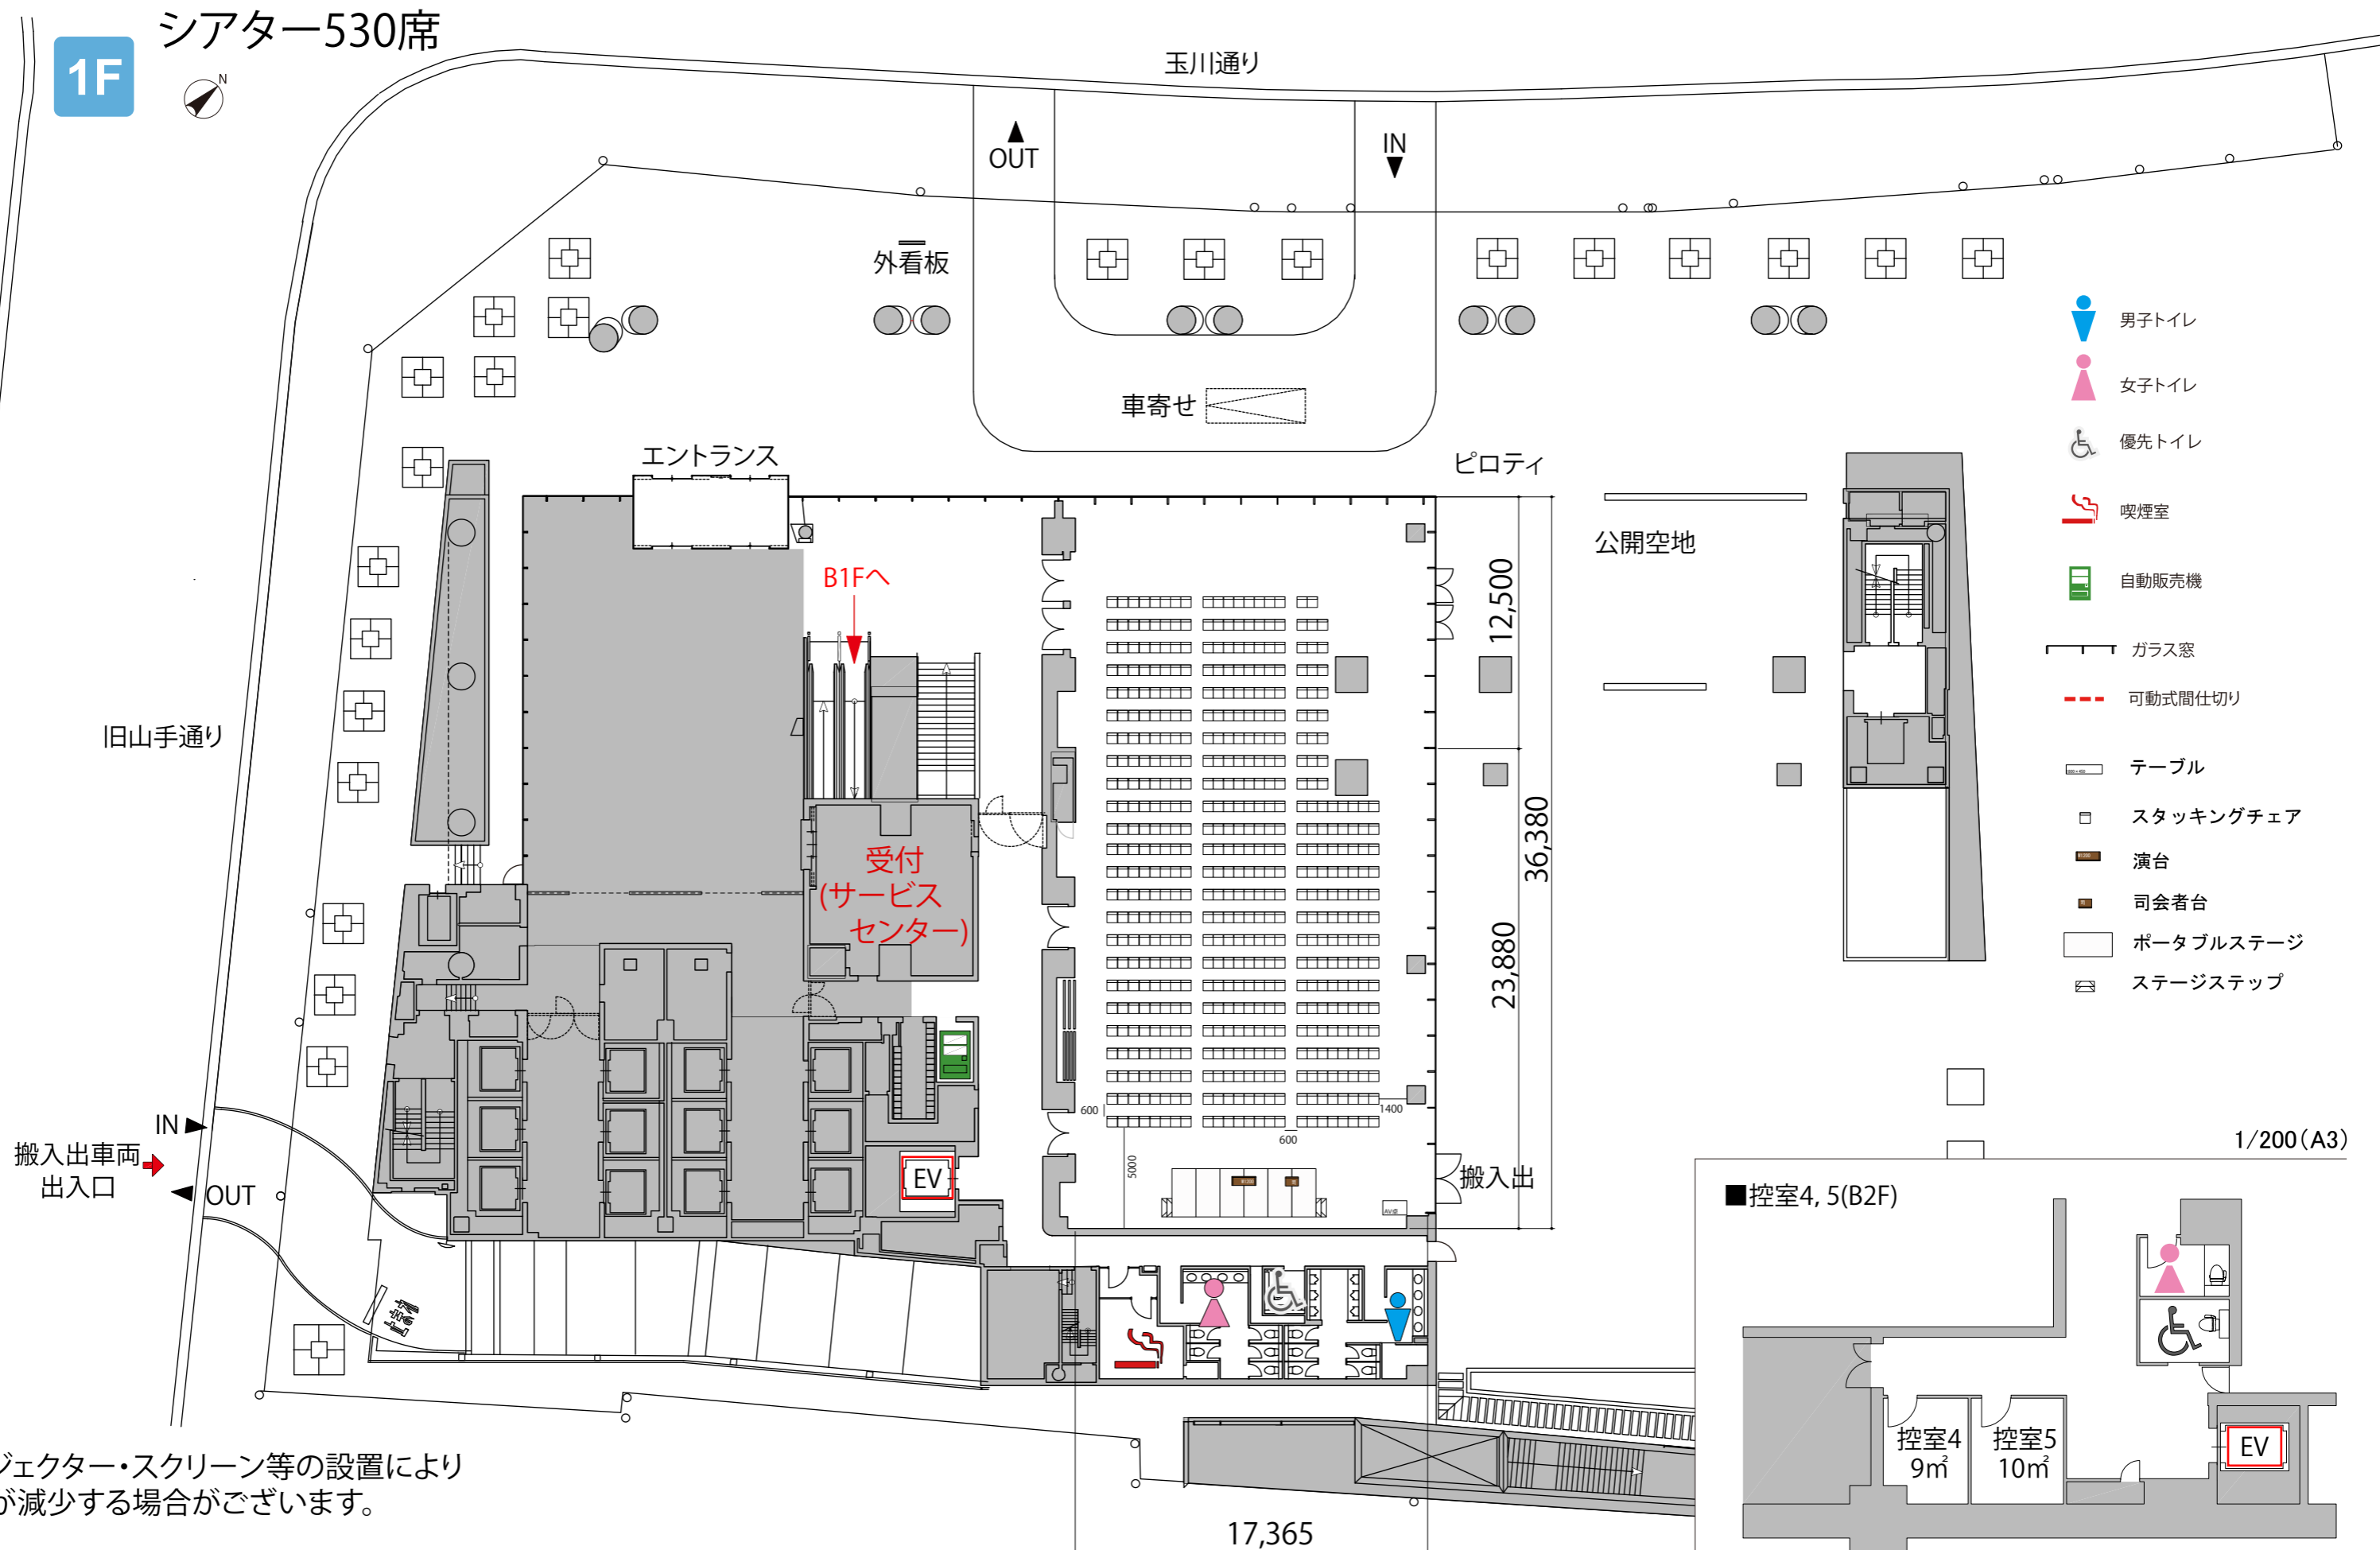 シアター530席
1F
N
玉川通り
OUT
IN
外看板
車寄せ
エントランス
ピロティ
公開空地
B1Fへ
旧山手通り
受付
(サービス
センター)
12,500
36,380
23,880
600
1400
600
5000
搬入出
EV
IN
搬入出車両
出入口
OUT
男子トイレ
女子トイレ
優先トイレ
喫煙室
自動販売機
ガラス窓
可動式間仕切り
テーブル
スタッキングチェア
演台
司会者台
ポータブルステージ
ステージステップ
1/200(A3)
■控室4, 5(B2F)
控室4
9㎡
控室5
10㎡
EV
ジェクター・スクリーン等の設置により
が減少する場合がございます。
17,365